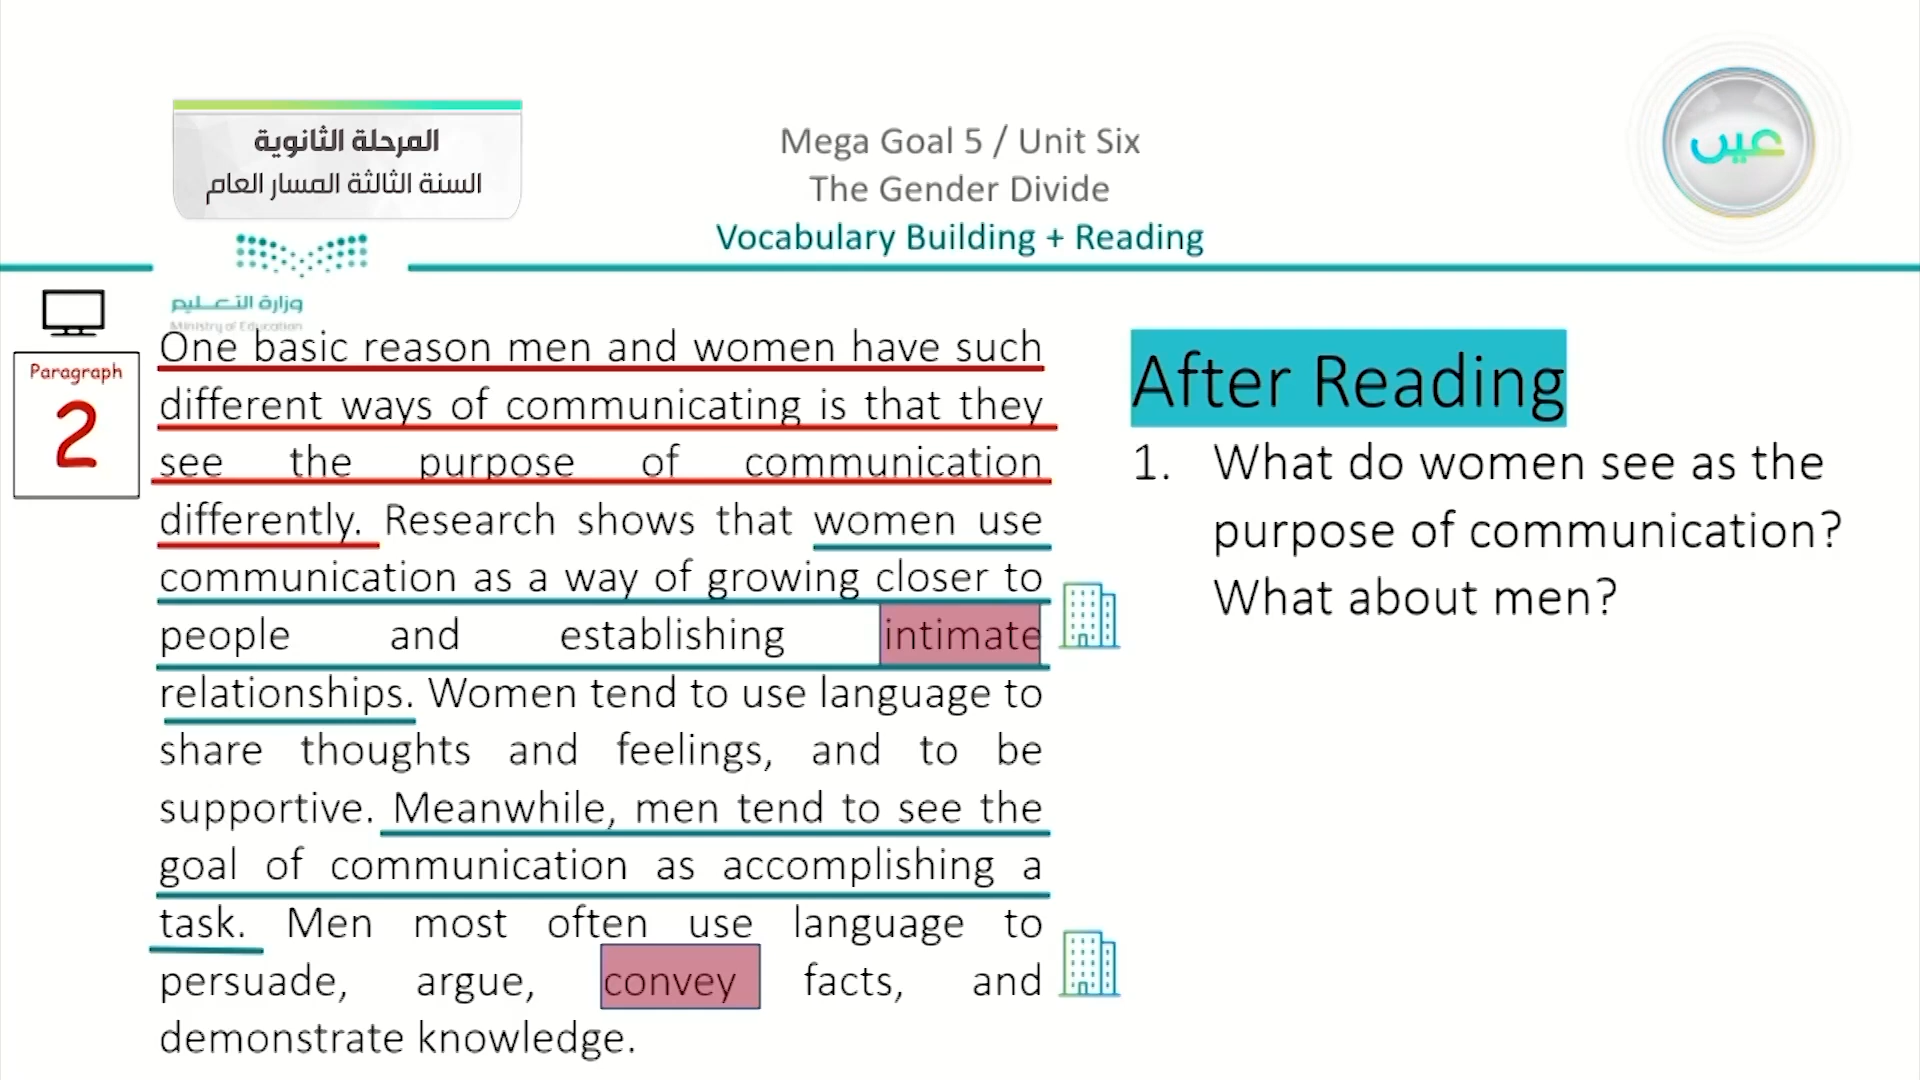 المرحلة الثانوية
السنة الثالثة المسار العام
Mega Goal 5 / Unit Six
The Gender Divide
Vocabulary Building + Reading
عين
وزارة التعليم
Ministry of Education
Paragraph
2
One basic reason men and women have such
different ways of communicating is that they
see the purpose of communication
differently. Research shows that women use
communication as a way of growing closer to
people and establishing intimate
relationships. Women tend to use language to
share thoughts and feelings, and to be
supportive. Meanwhile, men tend to see the
goal of communication as accomplishing a
task. Men most often use language to
persuade, argue, convey facts, and
demonstrate knowledge.
After Reading
1. What do women see as the
purpose of communication?
What about men?